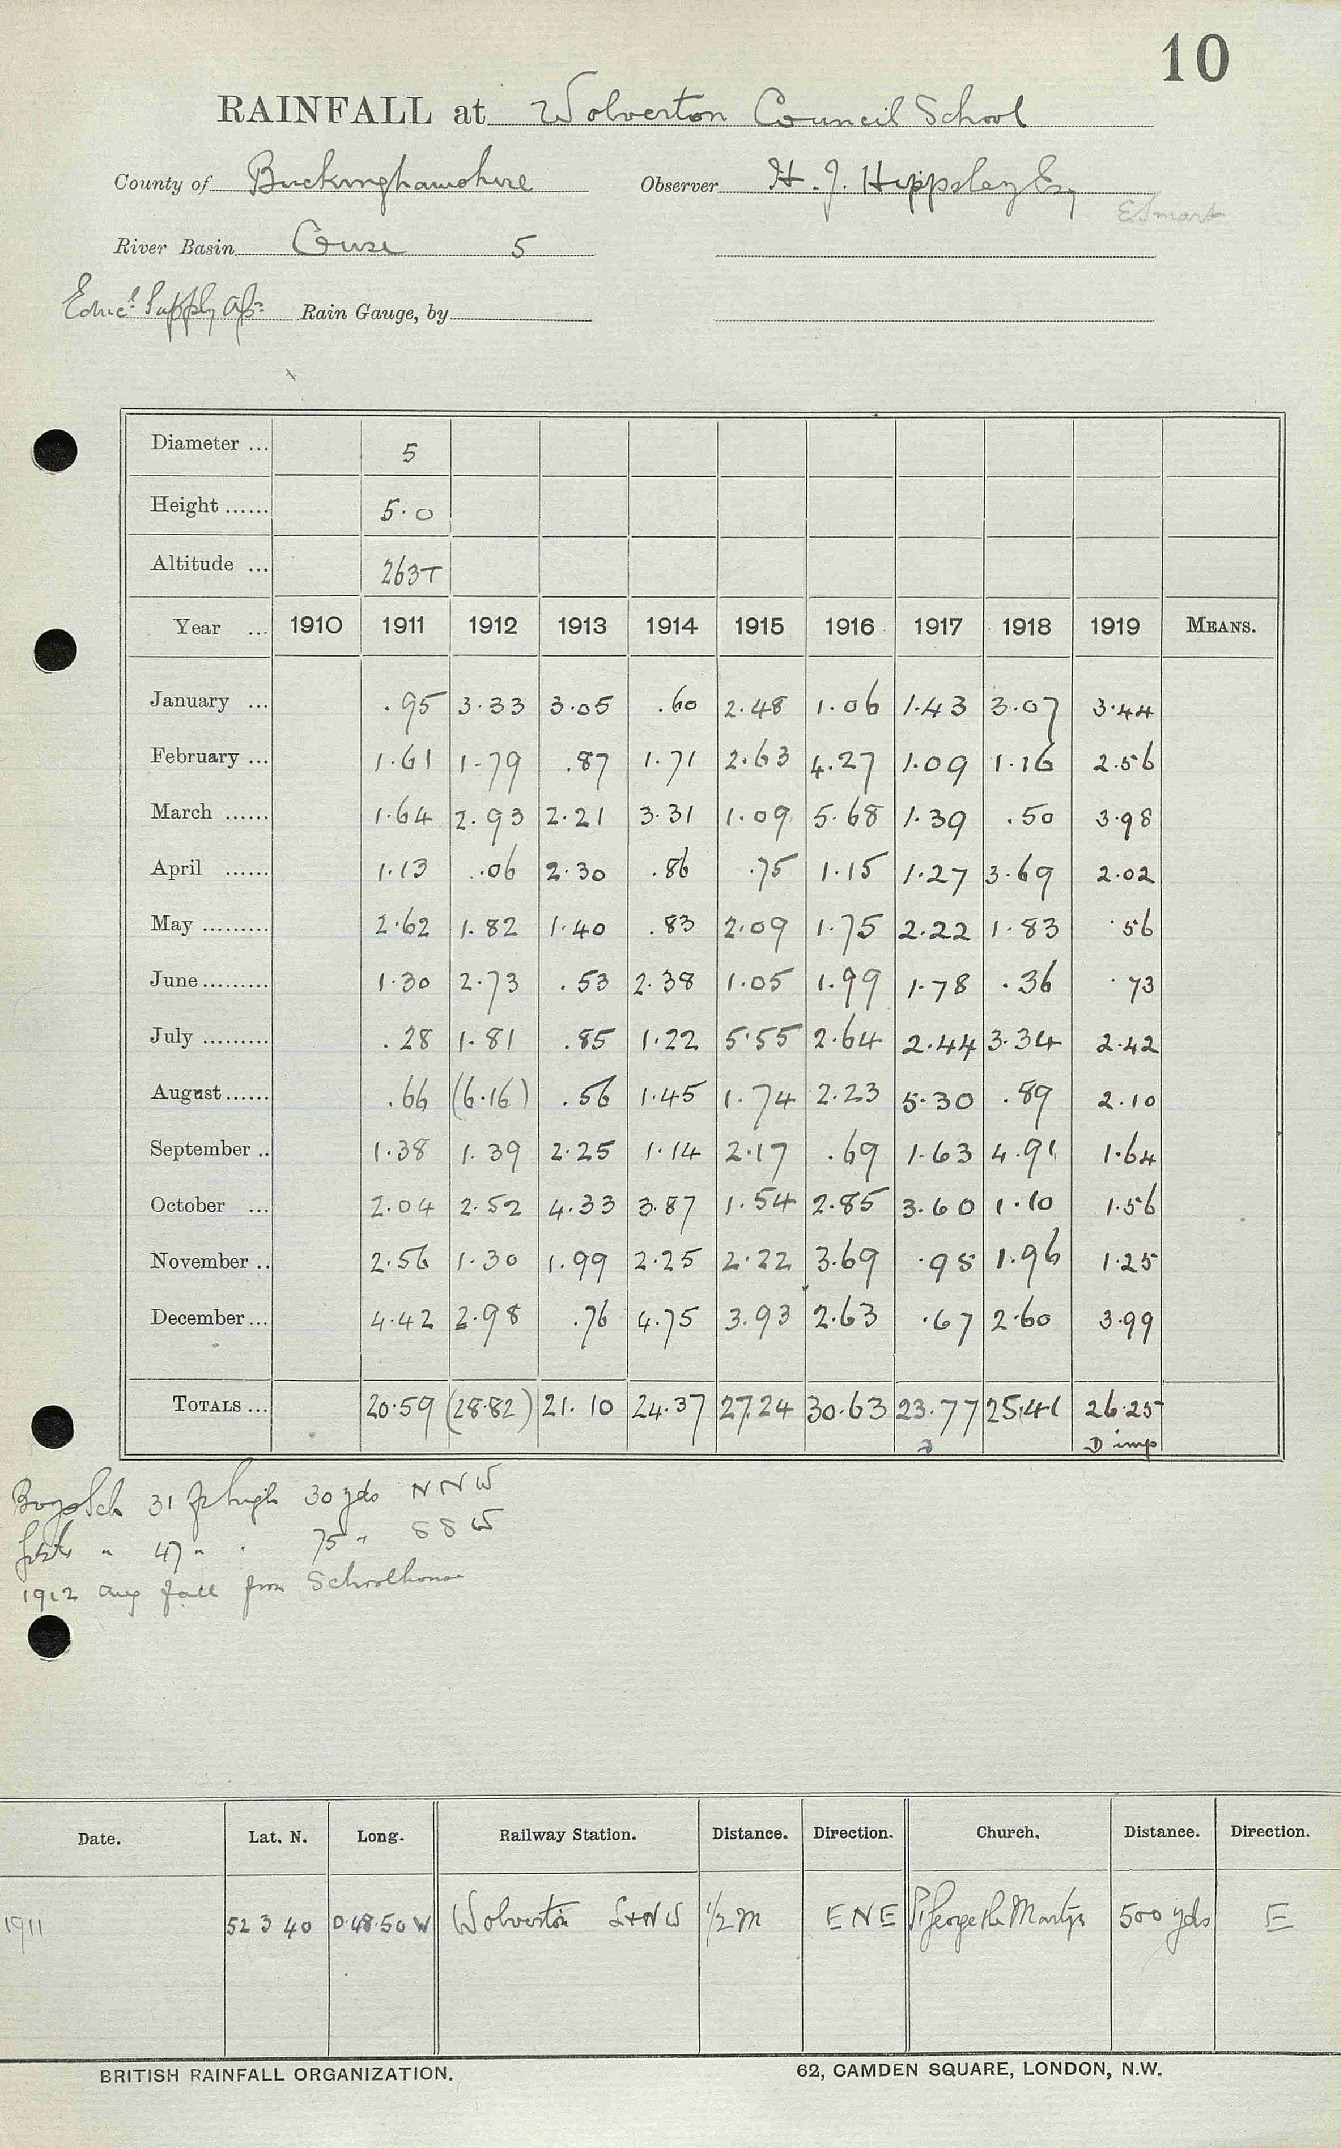 10
RAINFALL at Wolverton Council School
County of Buckinghamshire Observer H. J. Hippsley Esq
E Smart
River Basin Ouse 5
Educl Supply Assn Rain Gauge, by
Diameter ... 5
Height ...... 5.0
Altitude ... 263T
Year ... 1910 1911 1912 1913 1914 1915 1916 1917 1918 1919 MEANS.
January ... .95 3.33 3.05 .60 2.48 1.06 1.43 3.07 3.44
February ... 1.61 1.79 .87 1.71 2.63 4.27 1.09 1.16 2.56
March ...... 1.64 2.93 2.21 3.31 1.09 5.68 1.39 .50 3.98
April ...... 1.13 .06 2.30 .86 .75 1.15 1.27 3.69 2.02
May ......... 2.62 1.82 1.40 .83 2.09 1.75 2.22 1.83 .56
June ......... 1.30 2.73 .53 2.38 1.05 1.99 1.78 .36 .73
July ......... .28 1.81 .85 1.22 5.55 2.64 2.44 3.34 2.42
August ...... .66 (6.16) .56 1.45 1.74 2.23 5.30 .89 2.10
September .. 1.38 1.39 2.25 1.14 2.17 .69 1.63 4.91 1.64
October ... 2.04 2.52 4.33 3.87 1.54 2.85 3.60 1.10 1.56
November .. 2.56 1.30 1.99 2.25 2.22 3.69 .95 1.96 1.25
December ... 4.42 2.98 .76 4.75 3.93 2.63 .67 2.60 3.99
TOTALS ... 20.59 (28.82) 21.10 24.37 27.24 30.63 23.77 25.41 26.25
D D imp
Boys Sch 31 ft high 30 yds NNW
" 47 " " 75 " SSW
1912 Aug fall from Schoolhouse
Date. Lat. N. Long. Railway Station. Distance. Direction. Church. Distance. Direction.
1911 52 3 40 0.48.50 W Wolverton L+NW 1/2 m ENE St George the Martyr 500 yds E
BRITISH RAINFALL ORGANIZATION. 62, CAMDEN SQUARE, LONDON, N.W.